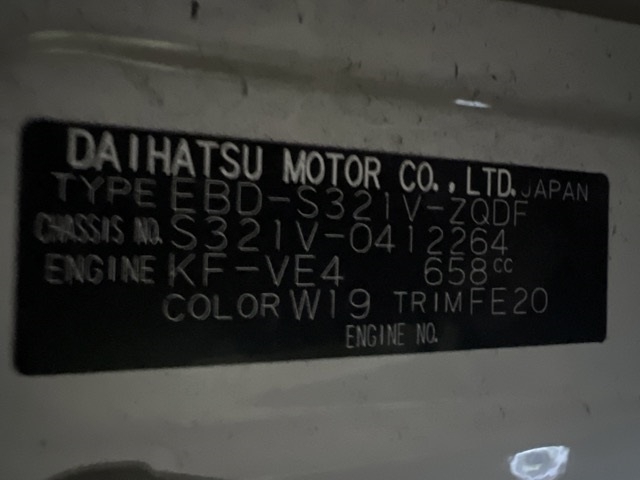 DAIHATSU MOTOR CO., LTD. JAPAN
TYPE EBD-S321V-ZQDF
CHASSIS NO. S321V-0412264
ENGINE KF-VE4 658CC
COLOR W19 TRIM FE20
ENGINE NO.